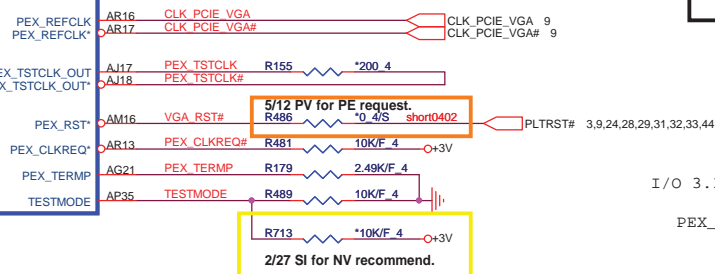 PEX_REFCLK AR16 CLK_PCIE_VGA CLK_PCIE_VGA 9
PEX_REFCLK* AR17 CLK_PCIE_VGA# CLK_PCIE_VGA# 9
EX_TSTCLK_OUT AJ17 PEX_TSTCLK R155 *200_4
X_TSTCLK_OUT* AJ18 PEX_TSTCLK#
5/12 PV for PE request.
PEX_RST* AM16 VGA_RST# R486 *0_4/S short0402 PLTRST# 3,9,24,28,29,31,32,33,44
PEX_CLKREQ* AR13 PEX_CLKREQ# R481 10K/F_4 +3V
PEX_TERMP AG21 PEX_TERMP R179 2.49K/F_4
I/O 3.
TESTMODE AP35 TESTMODE R489 10K/F_4
PEX_
R713 *10K/F_4 +3V
2/27 SI for NV recommend.